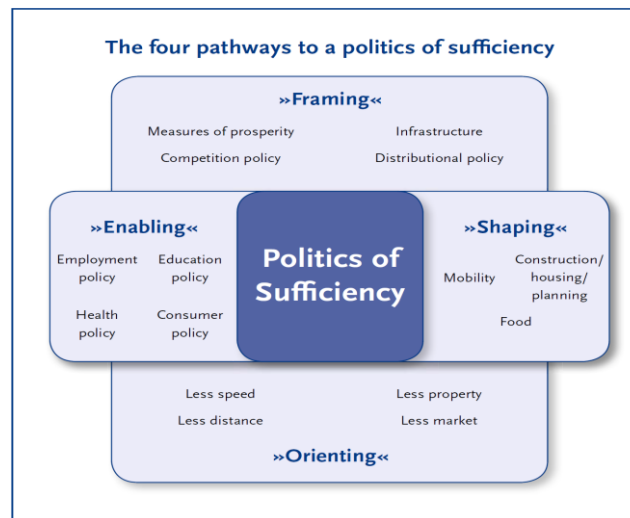 The four pathways to a politics of sufficiency
»Framing«
Measures of prosperity
Infrastructure
Competition policy
Distributional policy
»Enabling«
Employment
policy
Education
policy
Health
policy
Consumer
policy
Politics of
Sufficiency
»Shaping«
Mobility
Construction/
housing/
planning
Food
Less speed
Less property
Less distance
Less market
»Orienting«